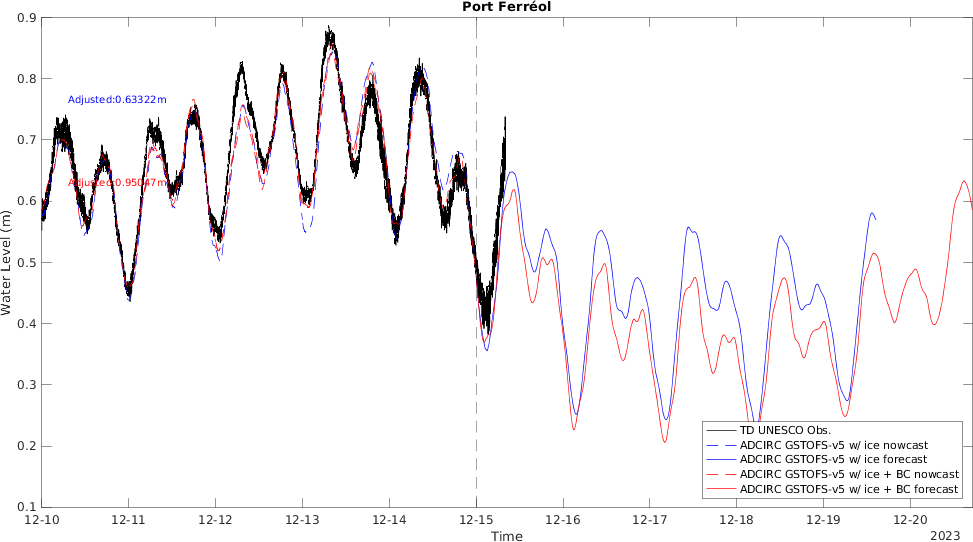 Port Ferréol
0.9
0.8
0.7
0.6
0.5
0.4
0.3
0.2
0.1
Water Level (m)
Adjusted:0.63322m
Adjusted:0.95047m
TD UNESCO Obs.
ADCIRC GSTOFS-v5 w/ ice nowcast
ADCIRC GSTOFS-v5 w/ ice forecast
ADCIRC GSTOFS-v5 w/ ice + BC nowcast
ADCIRC GSTOFS-v5 w/ ice + BC forecast
12-10 12-11 12-12 12-13 12-14 12-15 12-16 12-17 12-18 12-19 12-20
Time
2023